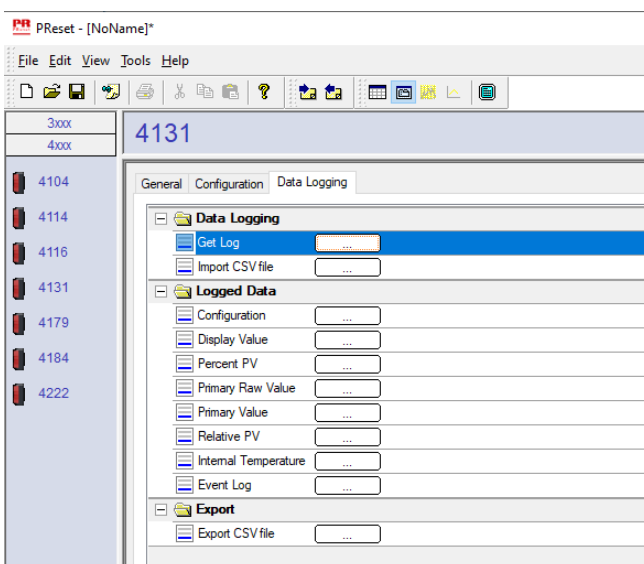 PR PReset - [NoName]*
File Edit View Tools Help
3xxx
4xxx
4131
4104
4114
4116
4131
4179
4184
4222
General Configuration Data Logging
Data Logging
Get Log ...
Import CSV file ...
Logged Data
Configuration ...
Display Value ...
Percent PV ...
Primary Raw Value ...
Primary Value ...
Relative PV ...
Internal Temperature ...
Event Log ...
Export
Export CSV file ...